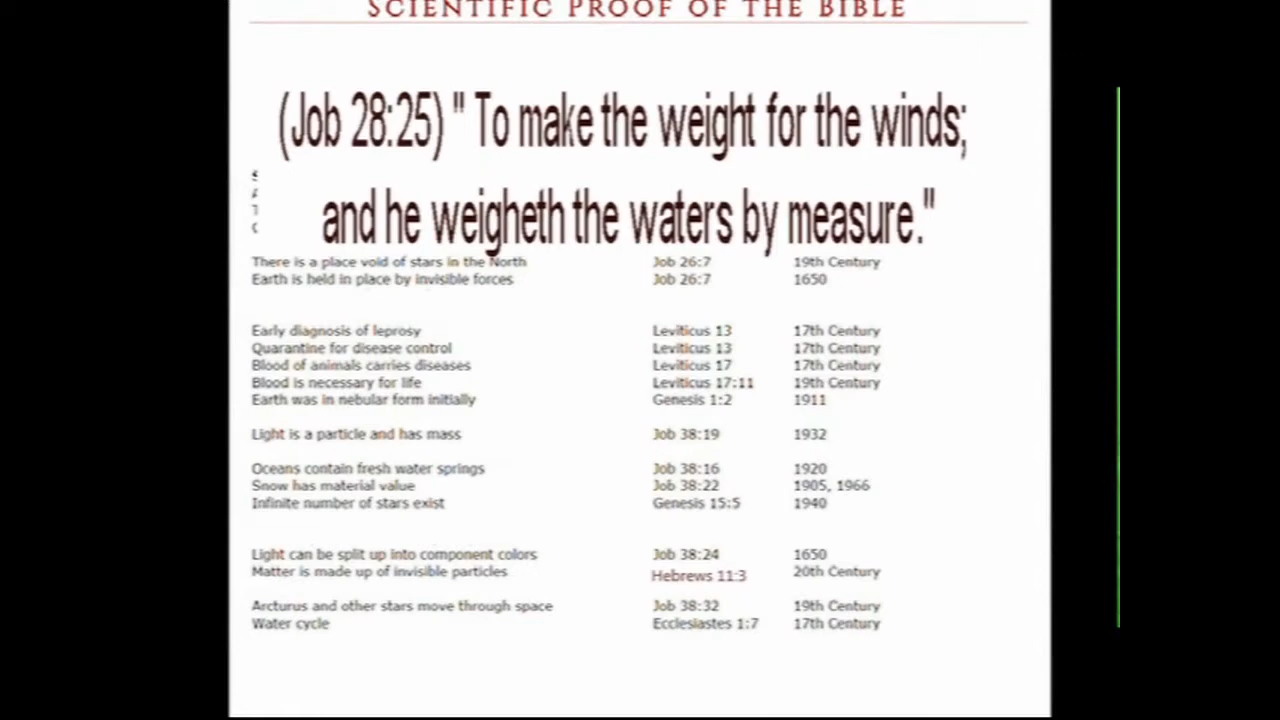 SCIENTIFIC PROOF OF THE BIBLE
(Job 28:25) " To make the weight for the winds;
and he weigheth the waters by measure."
There is a place void of stars in the North Job 26:7 19th Century
Earth is held in place by invisible forces Job 26:7 1650
Early diagnosis of leprosy Leviticus 13 17th Century
Quarantine for disease control Leviticus 13 17th Century
Blood of animals carries diseases Leviticus 17 17th Century
Blood is necessary for life Leviticus 17:11 19th Century
Earth was in nebular form initially Genesis 1:2 1911
Light is a particle and has mass Job 38:19 1932
Oceans contain fresh water springs Job 38:16 1920
Snow has material value Job 38:22 1905, 1966
Infinite number of stars exist Genesis 15:5 1940
Light can be split up into component colors Job 38:24 1650
Matter is made up of invisible particles Hebrews 11:3 20th Century
Arcturus and other stars move through space Job 38:32 19th Century
Water cycle Ecclesiastes 1:7 17th Century